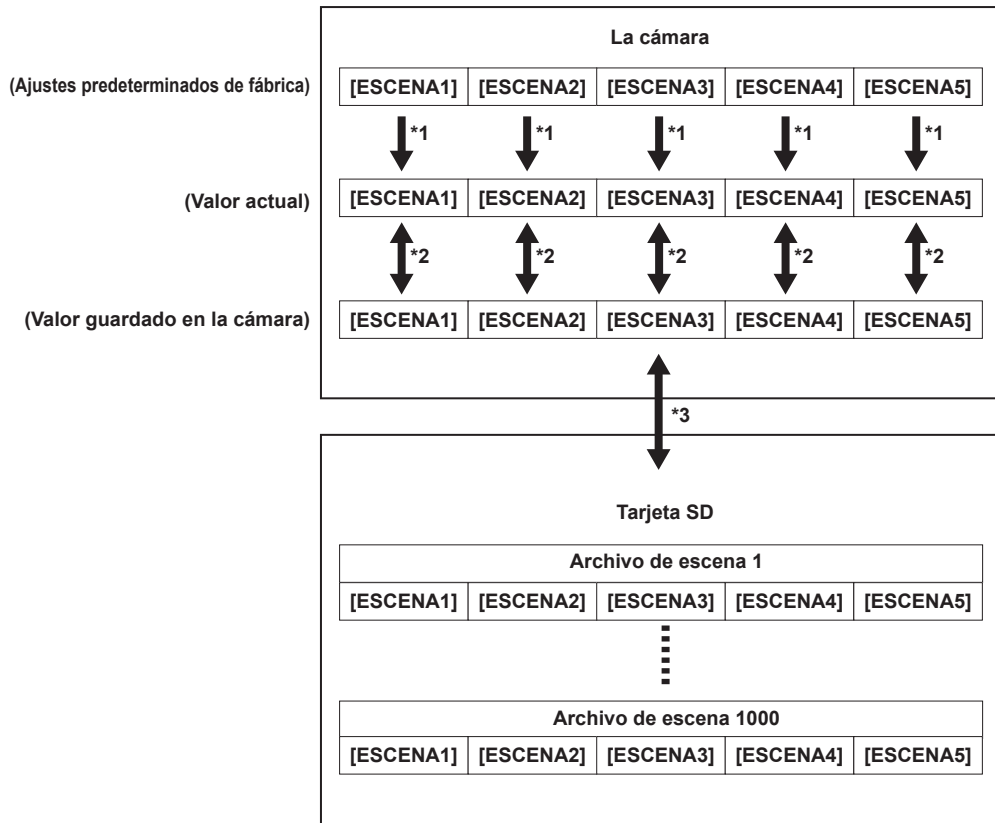 La cámara
(Ajustes predeterminados de fábrica) [ESCENA1] [ESCENA2] [ESCENA3] [ESCENA4] [ESCENA5]
*1 *1 *1 *1 *1
(Valor actual) [ESCENA1] [ESCENA2] [ESCENA3] [ESCENA4] [ESCENA5]
*2 *2 *2 *2 *2
(Valor guardado en la cámara) [ESCENA1] [ESCENA2] [ESCENA3] [ESCENA4] [ESCENA5]
*3
Tarjeta SD
Archivo de escena 1
[ESCENA1] [ESCENA2] [ESCENA3] [ESCENA4] [ESCENA5]
Archivo de escena 1000
[ESCENA1] [ESCENA2] [ESCENA3] [ESCENA4] [ESCENA5]